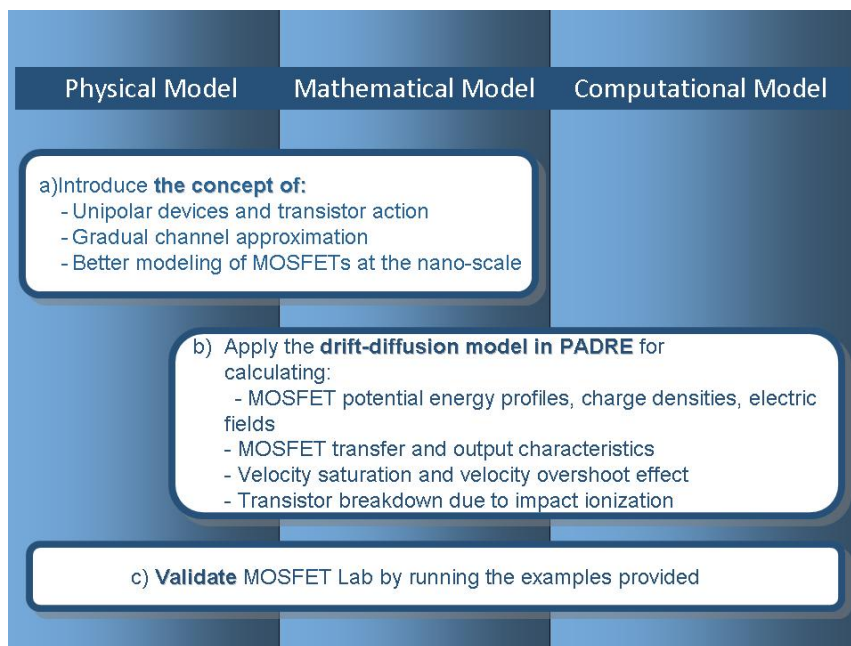 Physical Model Mathematical Model Computational Model
a)Introduce the concept of:
- Unipolar devices and transistor action
- Gradual channel approximation
- Better modeling of MOSFETs at the nano-scale
b) Apply the drift-diffusion model in PADRE for
calculating:
- MOSFET potential energy profiles, charge densities, electric
fields
- MOSFET transfer and output characteristics
- Velocity saturation and velocity overshoot effect
- Transistor breakdown due to impact ionization
c) Validate MOSFET Lab by running the examples provided